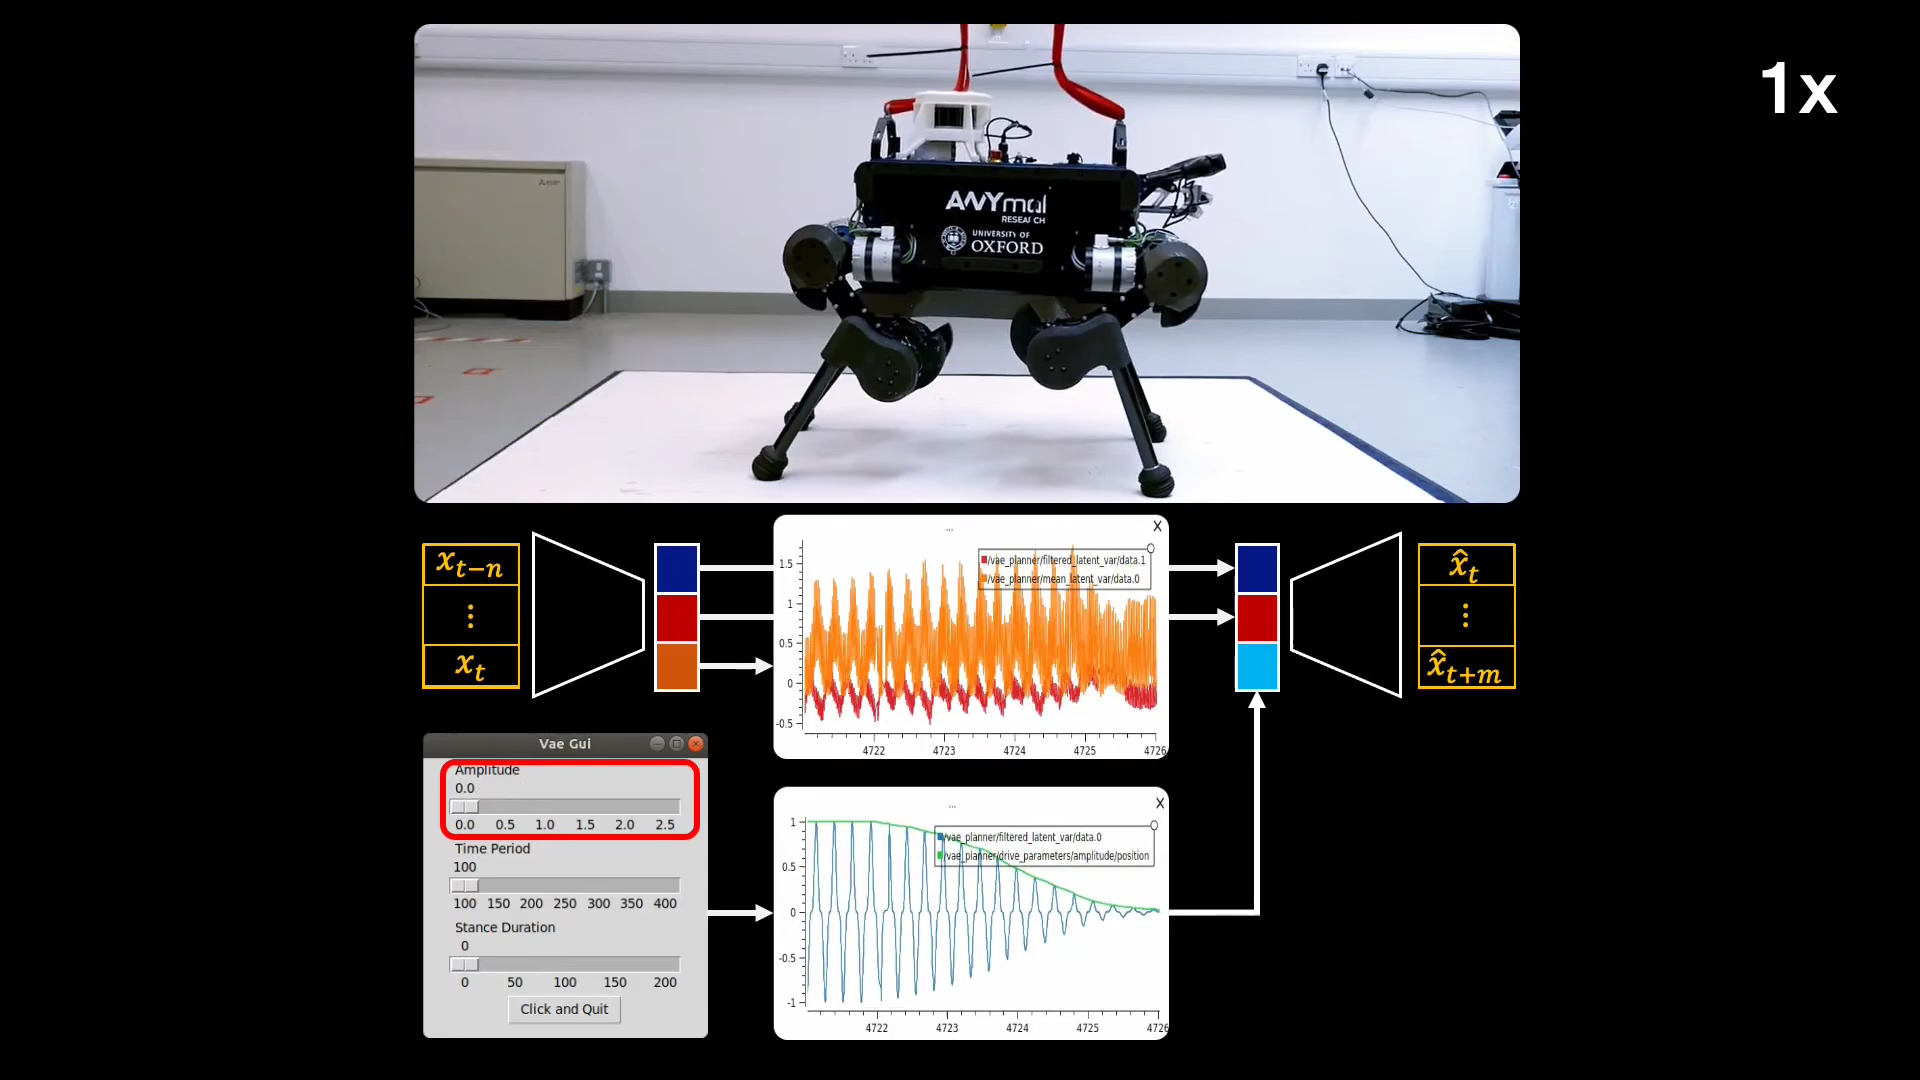 1x
ANYmal
RESEARCH
UNIVERSITY OF
OXFORD
x_{t-n}
⋮
x_t
...
X
1.5
1
0.5
0
-0.5
/vae_planner/filtered_latent_var/data.1
/vae_planner/mean_latent_var/data.0
4722 4723 4724 4725 4726
x̂_t
⋮
x̂_{t+m}
Vae Gui
Amplitude
0.0
0.0 0.5 1.0 1.5 2.0 2.5
Time Period
100
100 150 200 250 300 350 400
Stance Duration
0
0 50 100 150 200
Click and Quit
...
X
1
0.5
0
-0.5
-1
/vae_planner/filtered_latent_var/data.0
/vae_planner/drive_parameters/amplitude/position
4722 4723 4724 4725 4726